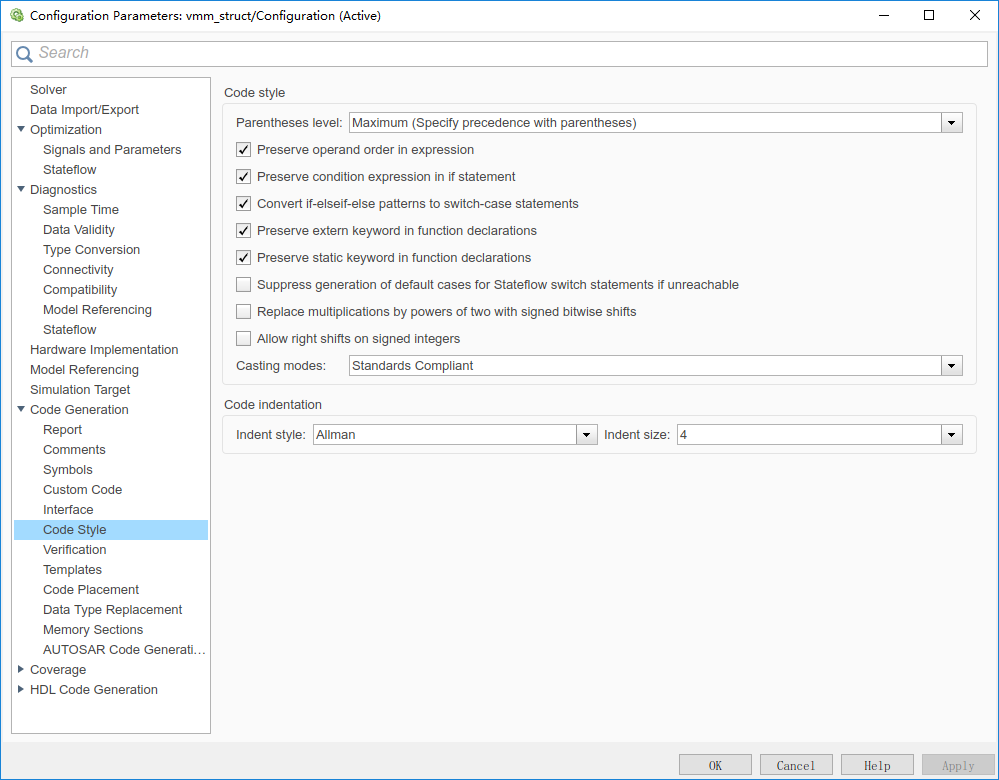 Configuration Parameters: vmm_struct/Configuration (Active)
Search
Solver
Data Import/Export
Optimization
Signals and Parameters
Stateflow
Diagnostics
Sample Time
Data Validity
Type Conversion
Connectivity
Compatibility
Model Referencing
Stateflow
Hardware Implementation
Model Referencing
Simulation Target
Code Generation
Report
Comments
Symbols
Custom Code
Interface
Code Style
Verification
Templates
Code Placement
Data Type Replacement
Memory Sections
AUTOSAR Code Generati...
Coverage
HDL Code Generation
Code style
Parentheses level: Maximum (Specify precedence with parentheses)
Preserve operand order in expression
Preserve condition expression in if statement
Convert if-elseif-else patterns to switch-case statements
Preserve extern keyword in function declarations
Preserve static keyword in function declarations
Suppress generation of default cases for Stateflow switch statements if unreachable
Replace multiplications by powers of two with signed bitwise shifts
Allow right shifts on signed integers
Casting modes: Standards Compliant
Code indentation
Indent style: Allman Indent size: 4
OK Cancel Help Apply